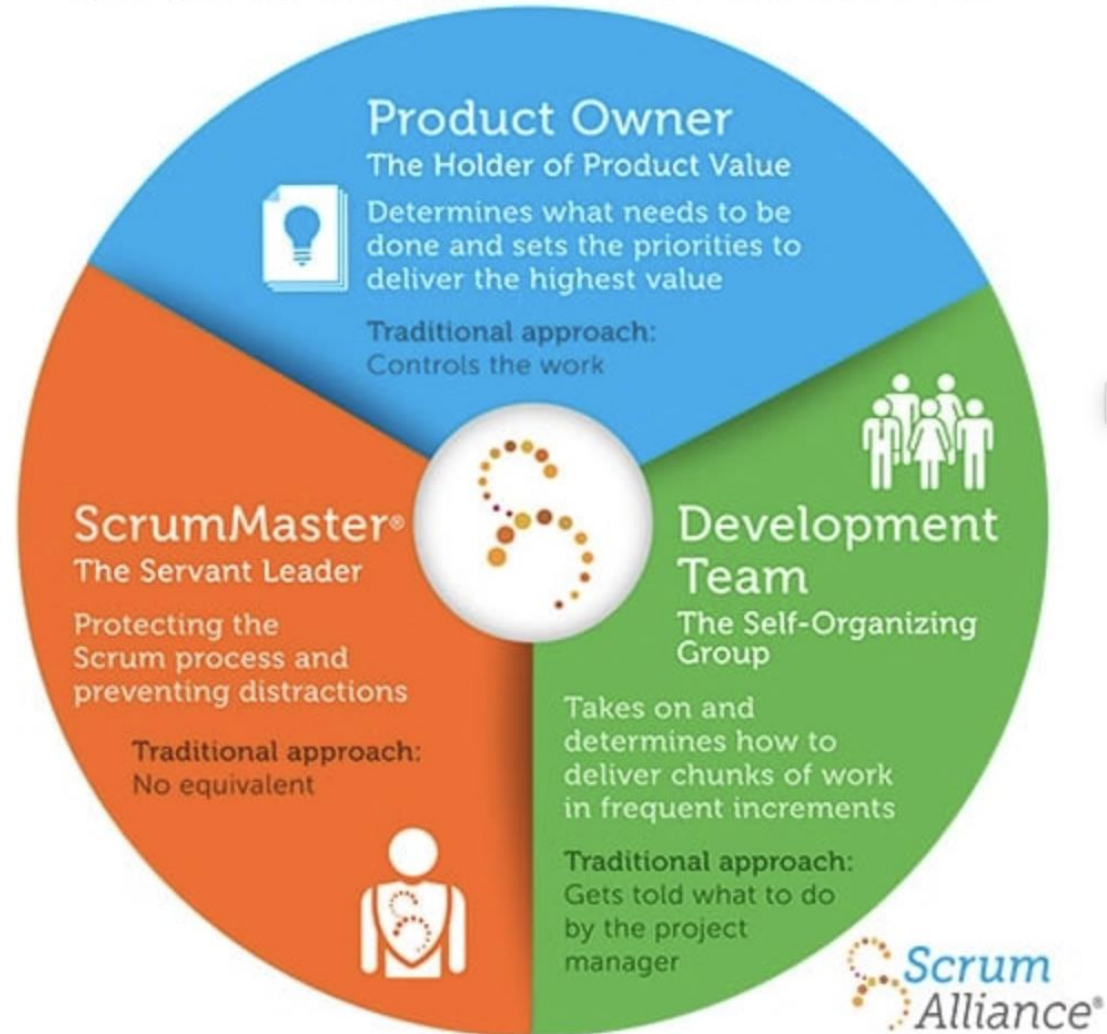 Product Owner
The Holder of Product Value
Determines what needs to be
done and sets the priorities to
deliver the highest value
Traditional approach:
Controls the work
ScrumMaster®
The Servant Leader
Protecting the
Scrum process and
preventing distractions
Traditional approach:
No equivalent
Development
Team
The Self-Organizing
Group
Takes on and
determines how to
deliver chunks of work
in frequent increments
Traditional approach:
Gets told what to do
by the project
manager
Scrum
Alliance®